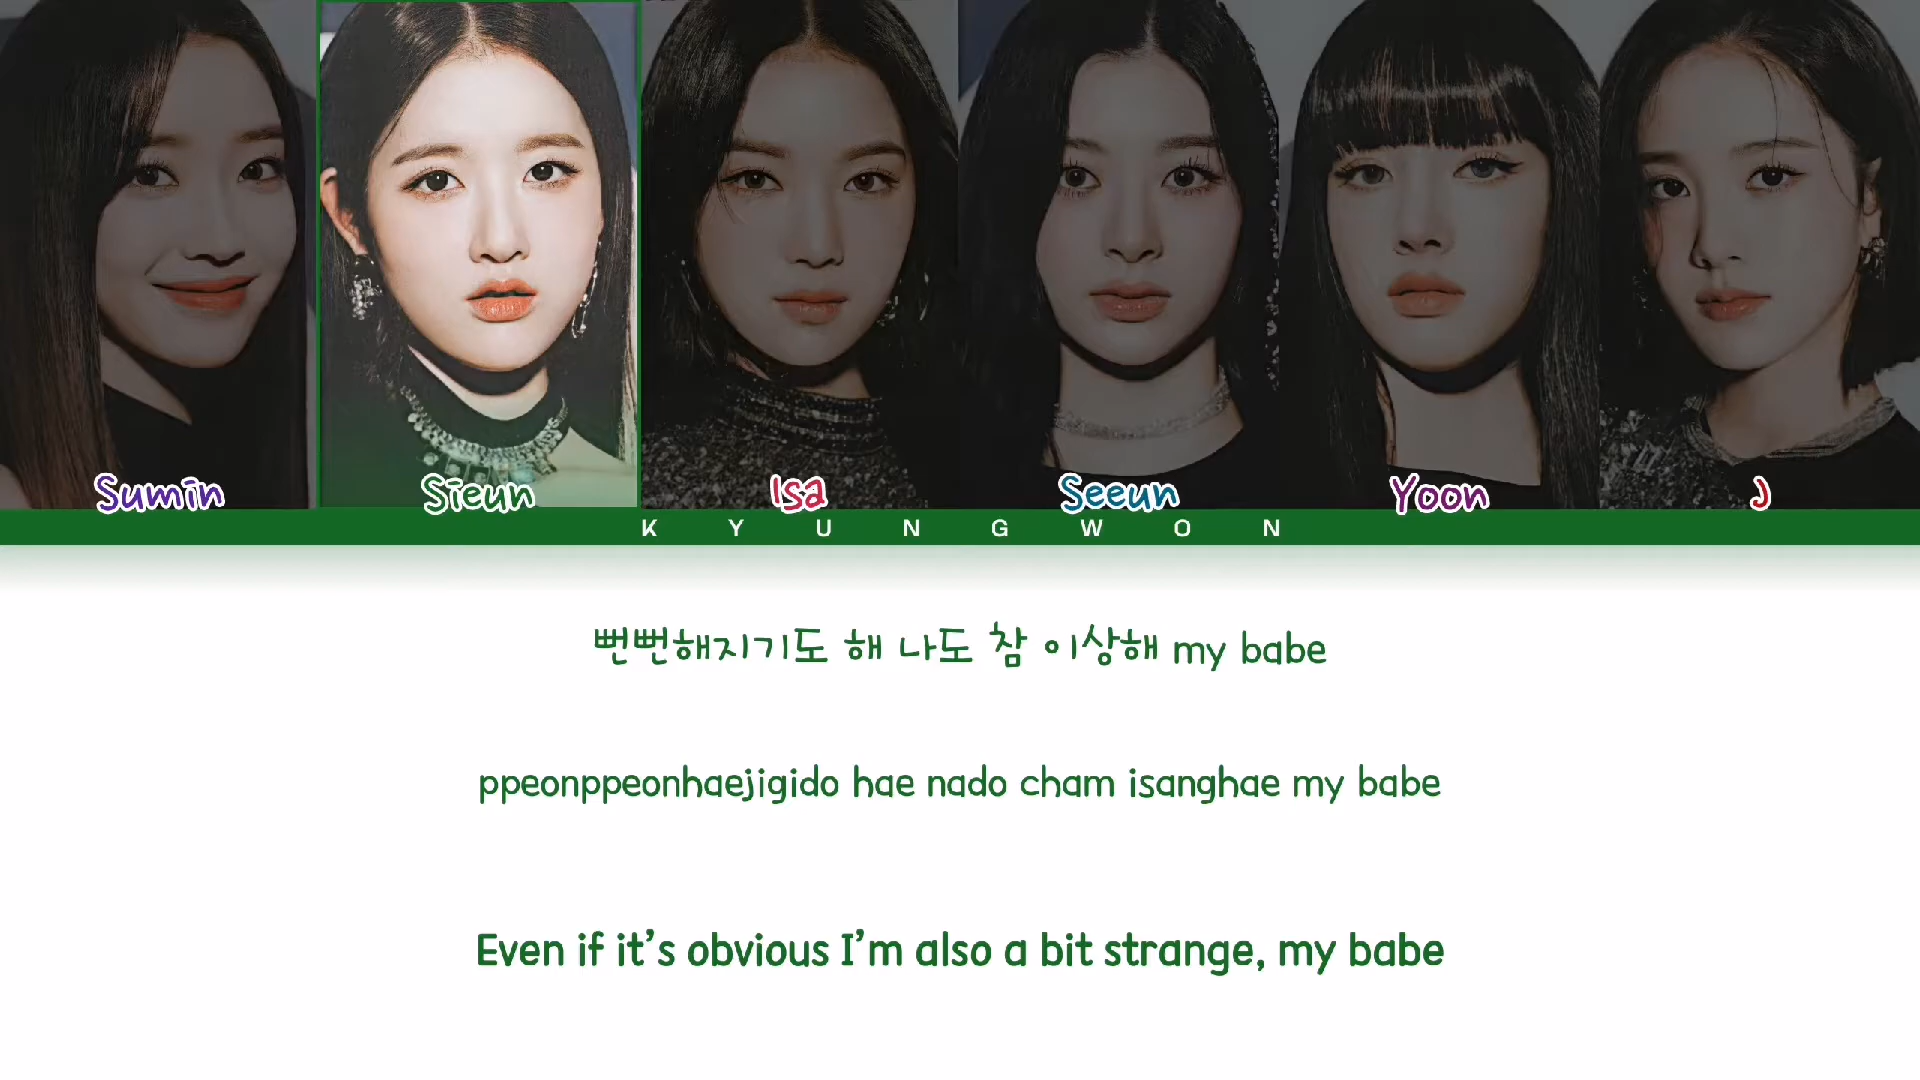 Sumin Sieun Isa Seeun Yoon J
KYUNGWON
뻔뻔해지기도 해 나도 참 이상해 my babe
ppeonppeonhaejigido hae nado cham isanghae my babe
Even if it's obvious I'm also a bit strange, my babe